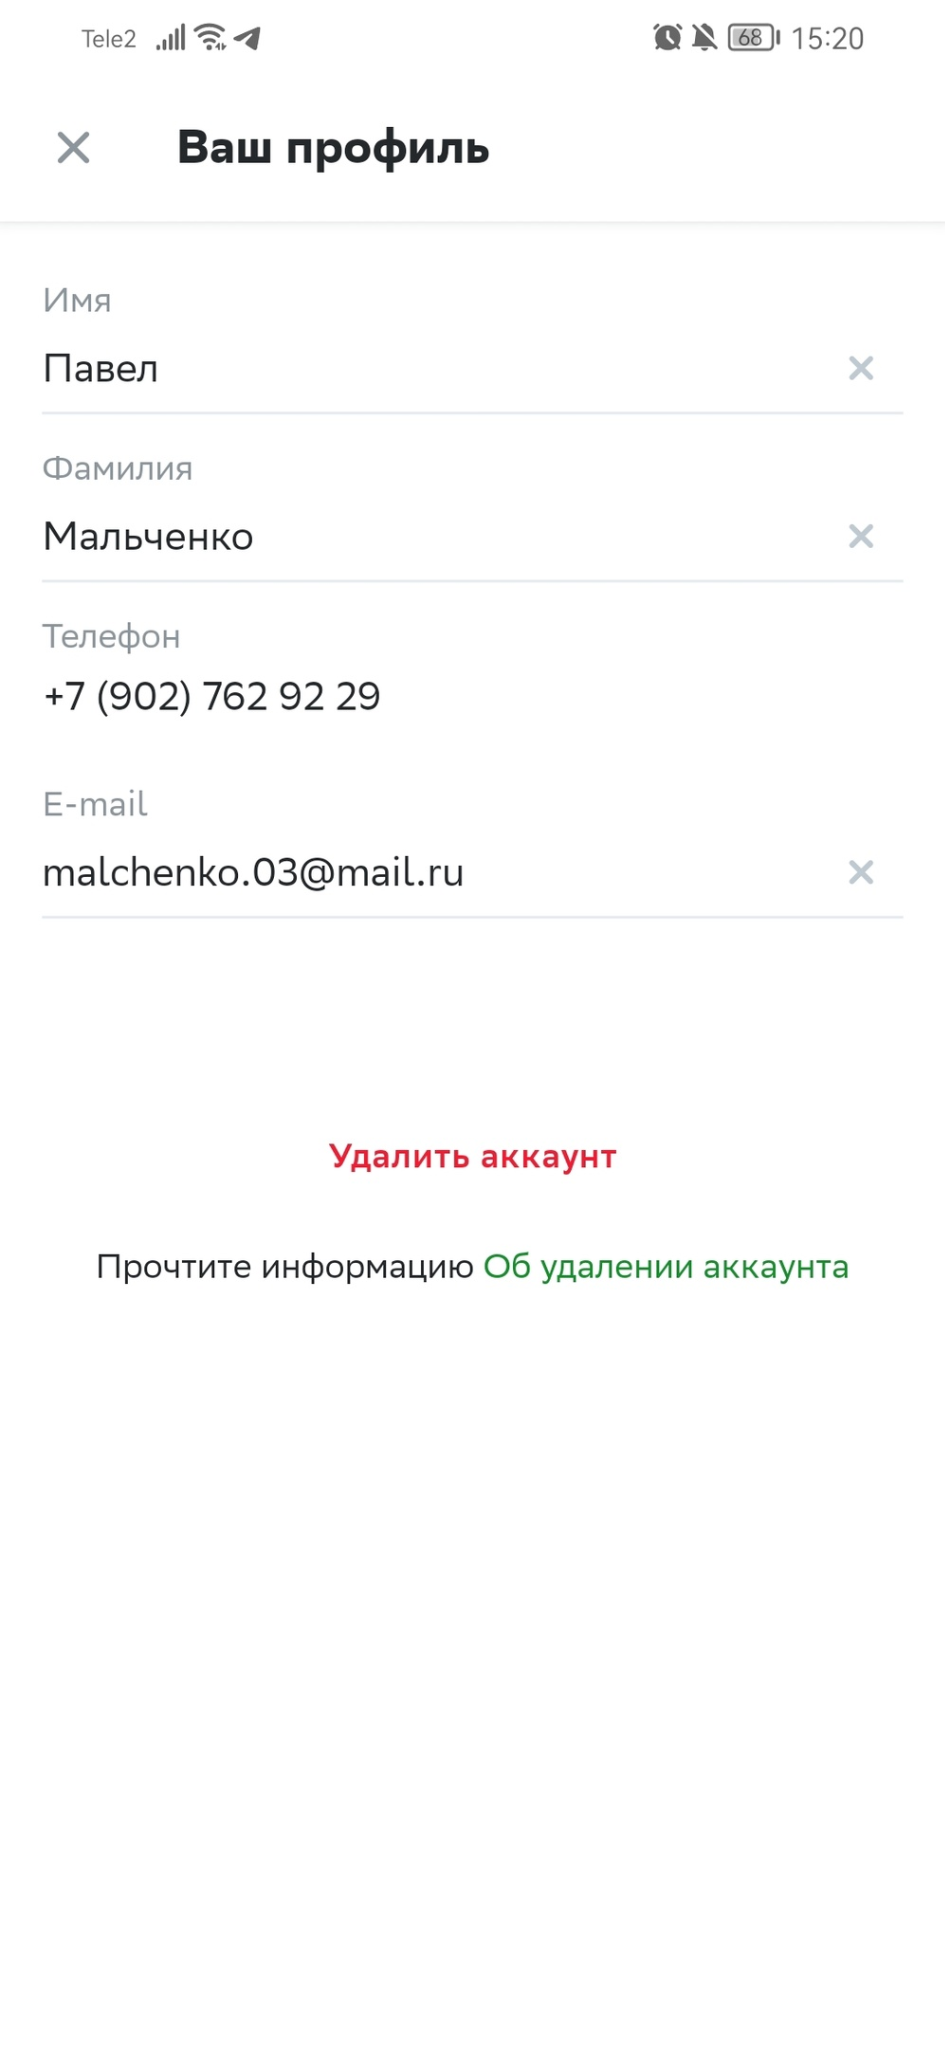 Tele2 68 15:20
Ваш профиль
Имя
Павел
Фамилия
Мальченко
Телефон
+7 (902) 762 92 29
E-mail
malchenko.03@mail.ru
Удалить аккаунт
Прочтите информацию Об удалении аккаунта